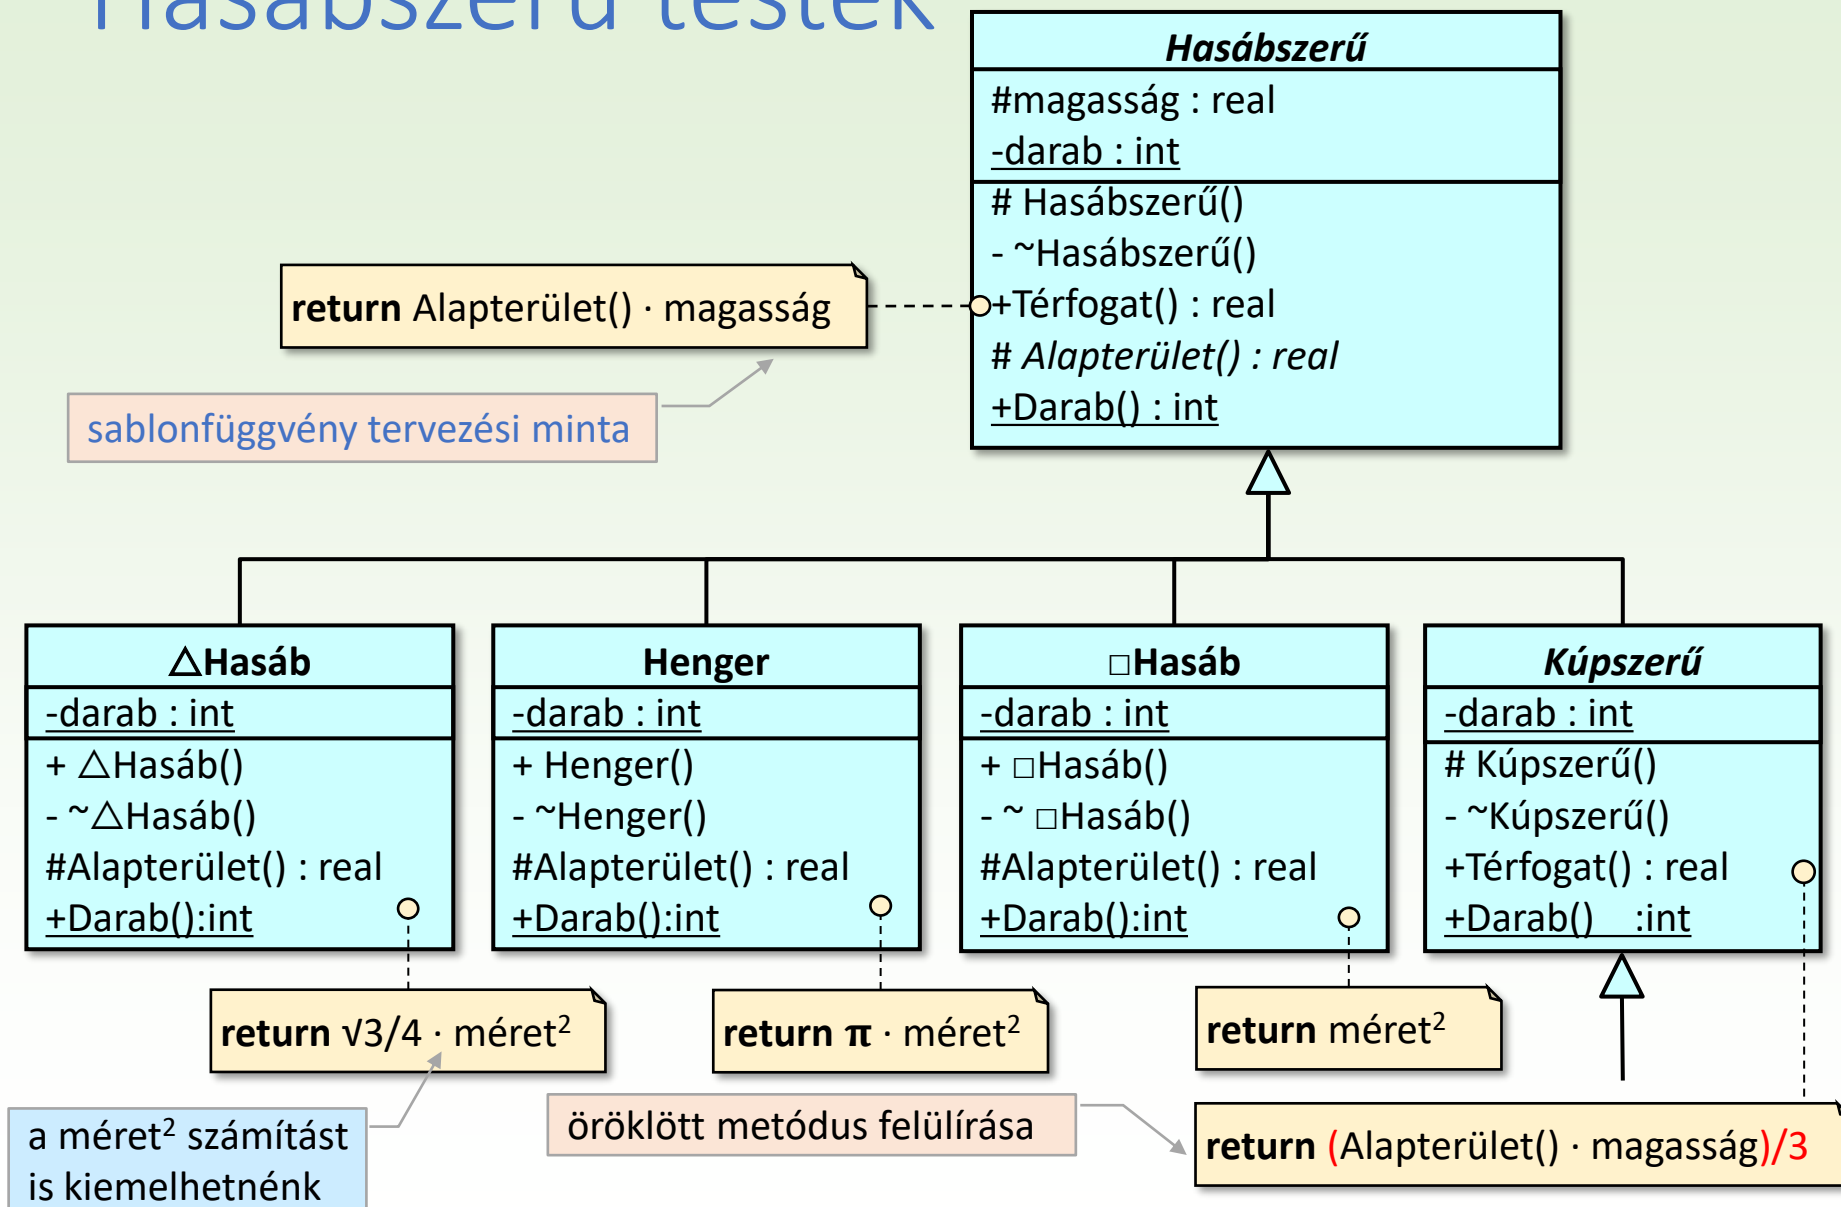 Hasábszerű testek
Hasábszerű
#magasság : real
-darab : int
# Hasábszerű()
- ~Hasábszerű()
+Térfogat() : real
# Alapterület() : real
+Darab() : int
return Alapterület() · magasság
sablonfüggvény tervezési minta
△Hasáb
-darab : int
+ △Hasáb()
- ~△Hasáb()
#Alapterület() : real
+Darab():int
Henger
-darab : int
+ Henger()
- ~Henger()
#Alapterület() : real
+Darab():int
□Hasáb
-darab : int
+ □Hasáb()
- ~ □Hasáb()
#Alapterület() : real
+Darab():int
Kúpszerű
-darab : int
# Kúpszerű()
- ~Kúpszerű()
+Térfogat() : real
+Darab() :int
return √3/4 · méret²
return π · méret²
return méret²
a méret² számítást
is kiemelhetnénk
öröklött metódus felülírása
return (Alapterület() · magasság)/3